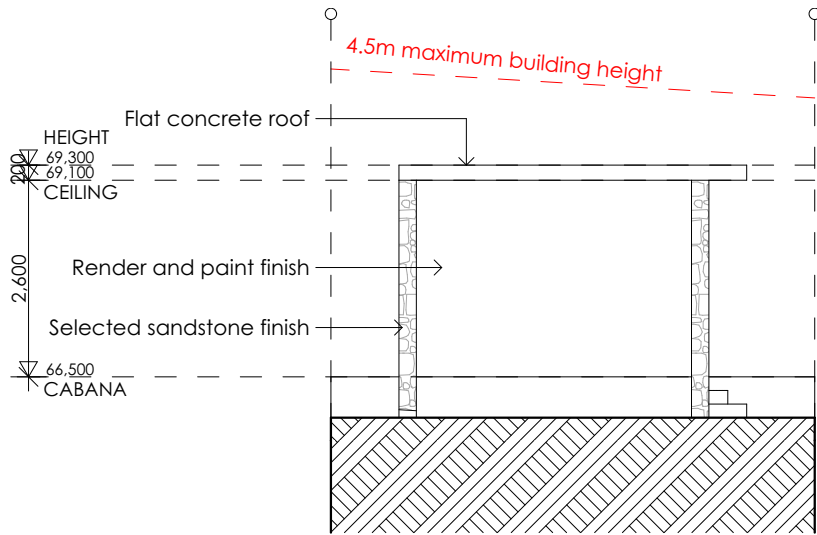 4.5m maximum building height
Flat concrete roof
HEIGHT
69,300
200
69,100
CEILING
2,600
Render and paint finish
Selected sandstone finish
66,500
CABANA